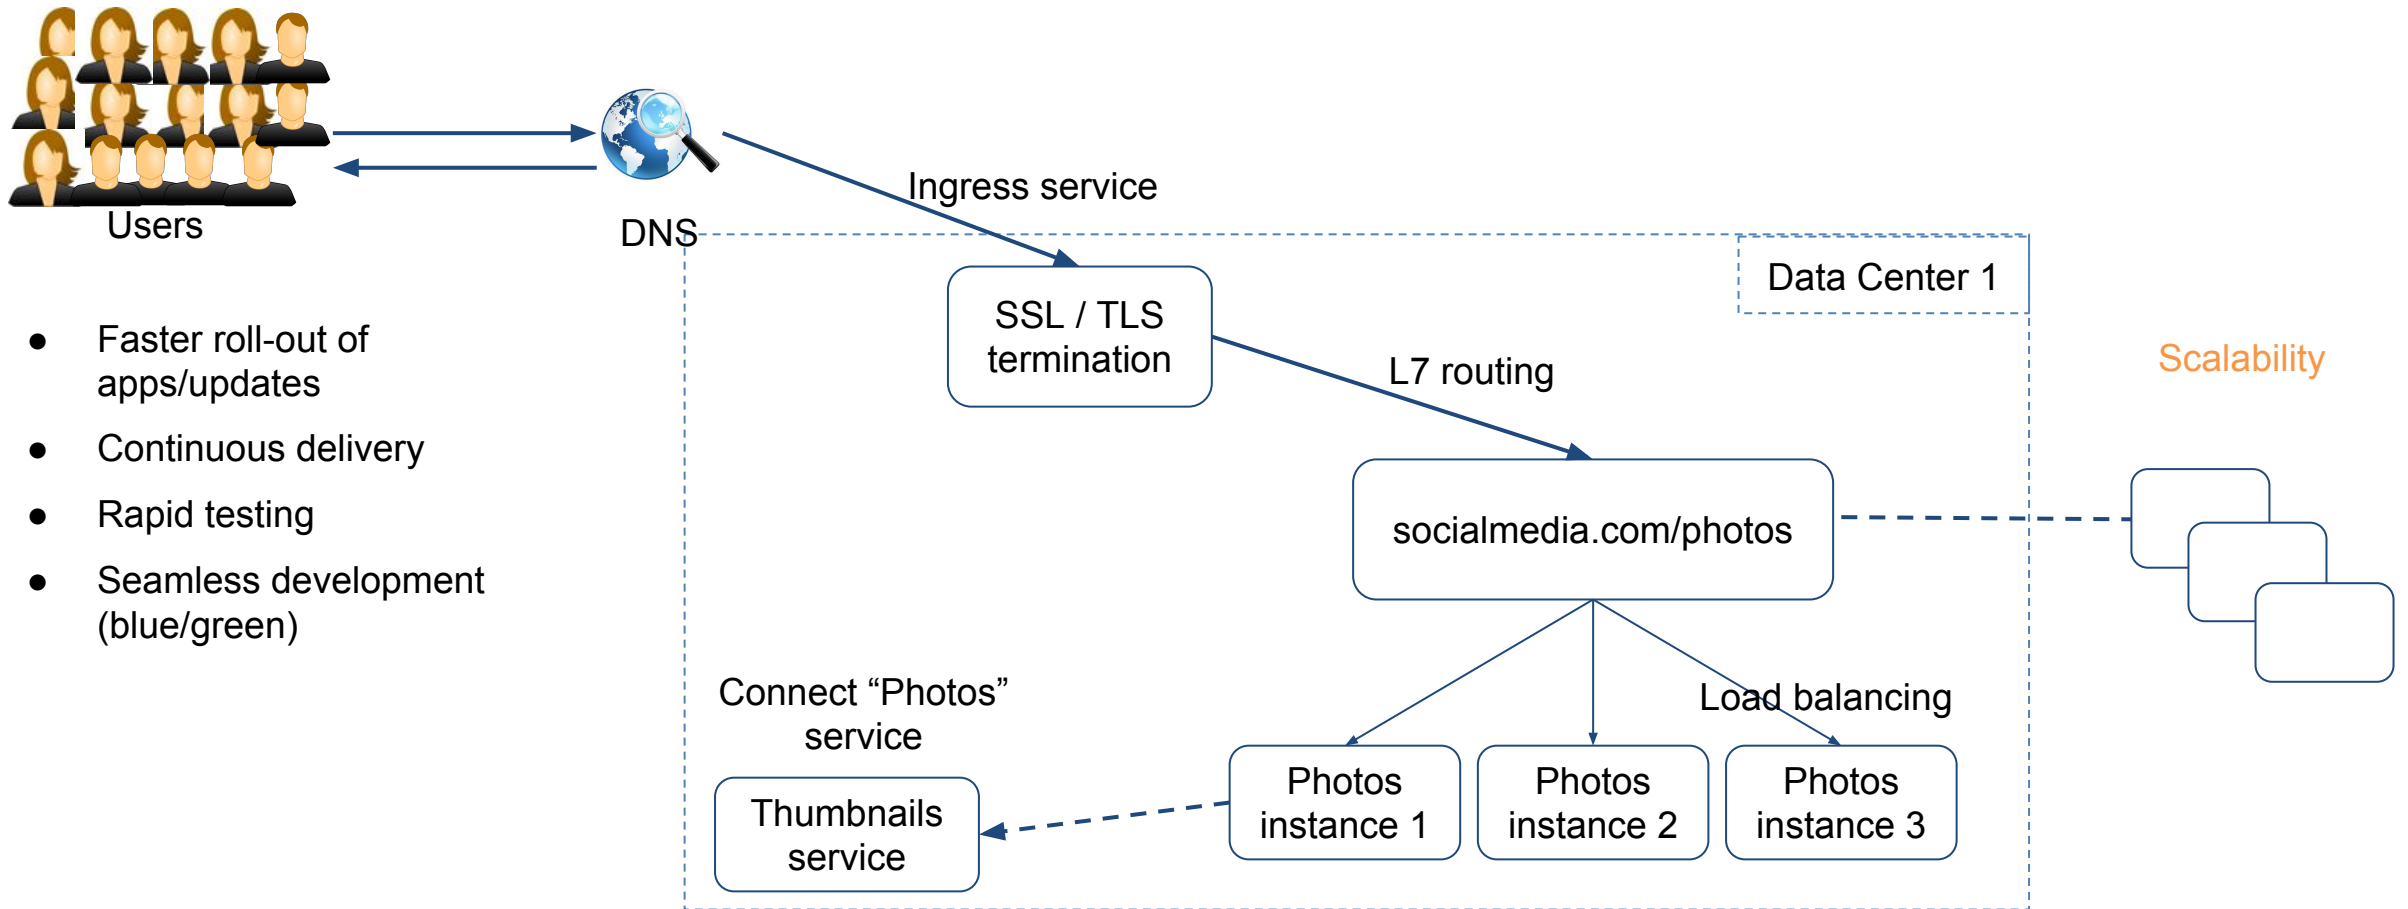 Users
DNS
Ingress service
Data Center 1
SSL / TLS
termination
L7 routing
Scalability
● Faster roll-out of
apps/updates
● Continuous delivery
● Rapid testing
● Seamless development
(blue/green)
socialmedia.com/photos
Connect “Photos”
service
Load balancing
Thumbnails
service
Photos
instance 1
Photos
instance 2
Photos
instance 3